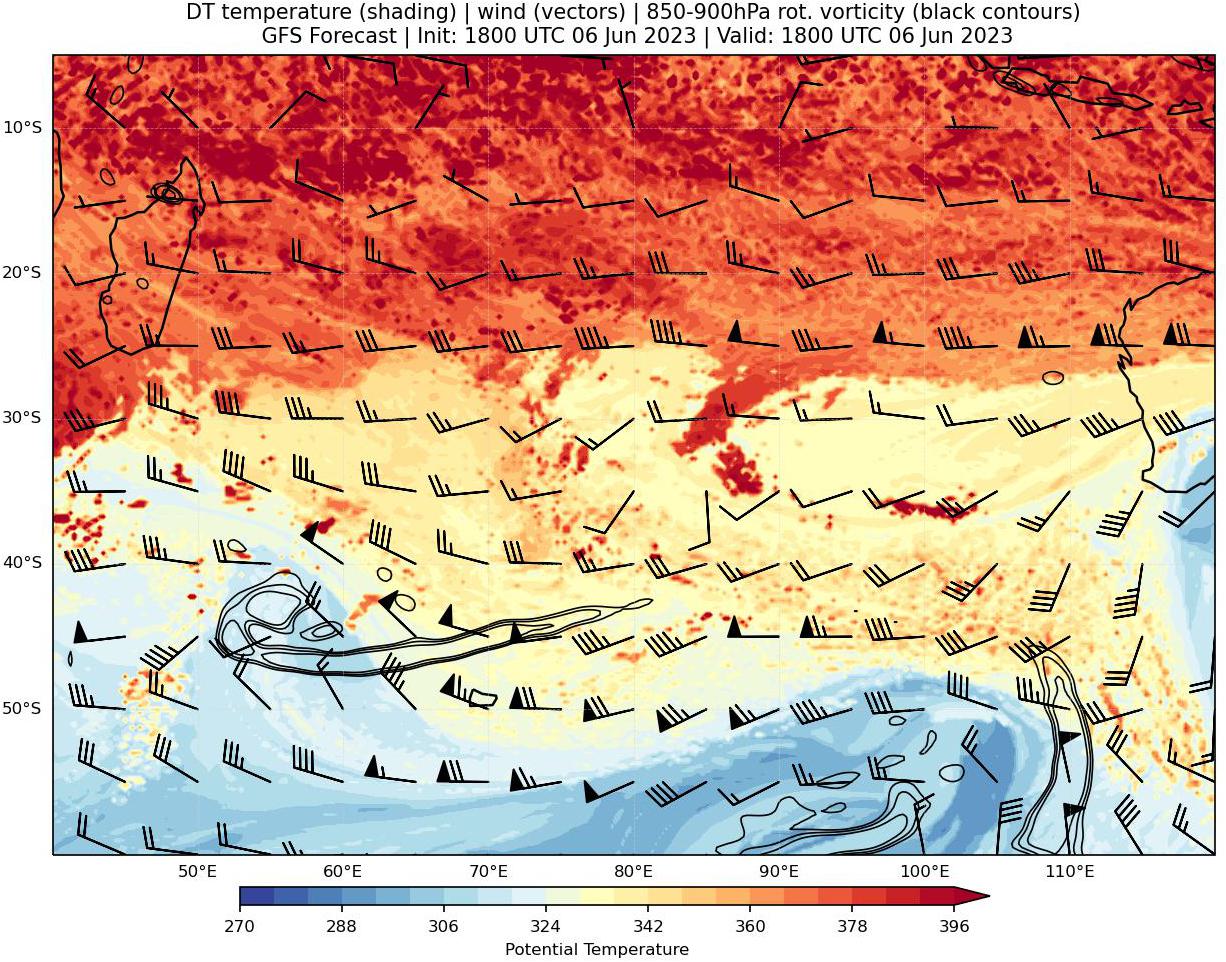 DT temperature (shading) | wind (vectors) | 850-900hPa rot. vorticity (black contours)
GFS Forecast | Init: 1800 UTC 06 Jun 2023 | Valid: 1800 UTC 06 Jun 2023
10°S
20°S
30°S
40°S
50°S
50°E 60°E 70°E 80°E 90°E 100°E 110°E
270 288 306 324 342 360 378 396
Potential Temperature